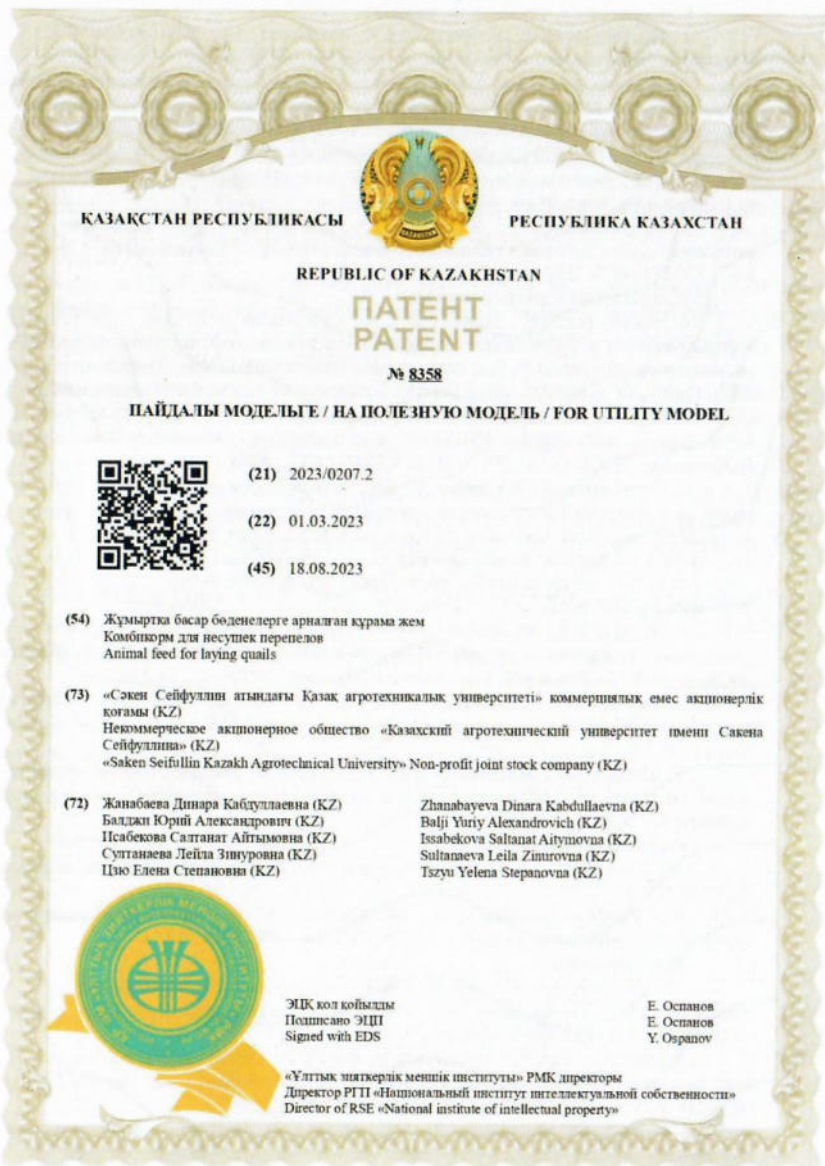 ҚАЗАҚСТАН РЕСПУБЛИКАСЫ
РЕСПУБЛИКА КАЗАХСТАН
REPUBLIC OF KAZAKHSTAN
ПАТЕНТ
PATENT
№ 8358
ПАЙДАЛЫ МОДЕЛЬГЕ / НА ПОЛЕЗНУЮ МОДЕЛЬ / FOR UTILITY MODEL
(21) 2023/0207.2
(22) 01.03.2023
(45) 18.08.2023
(54) Жұмыртқа басар бөденелерге арналған құрама жем
Комбикорм для несушек перепелов
Animal feed for laying quails
(73) «Сәкен Сейфуллин атындағы Қазақ агротехникалық университеті» коммерциялық емес акционерлік
қоғамы (KZ)
Некоммерческое акционерное общество «Казахский агротехнический университет имени Сакена
Сейфуллина» (KZ)
«Saken Seifullin Kazakh Agrotechnical University» Non-profit joint stock company (KZ)
(72) Жанабаева Динара Кабдуллаевна (KZ)
Балджи Юрий Александрович (KZ)
Исабекова Салтанат Айтымовна (KZ)
Султанаева Лейла Зинуровна (KZ)
Цзю Елена Степановна (KZ)
Zhanabayeva Dinara Kabdullaevna (KZ)
Balji Yuriy Alexandrovich (KZ)
Issabekova Saltanat Aitymovna (KZ)
Sultanaeva Leila Zinurovna (KZ)
Tszyu Yelena Stepanovna (KZ)
ЭЦҚ қол қойылды
Подписано ЭЦП
Signed with EDS
Е. Оспанов
Е. Оспанов
Y. Ospanov
«Ұлттық зияткерлік меншік институты» РМК директоры
Директор РГП «Национальный институт интеллектуальной собственности»
Director of RSE «National institute of intellectual property»